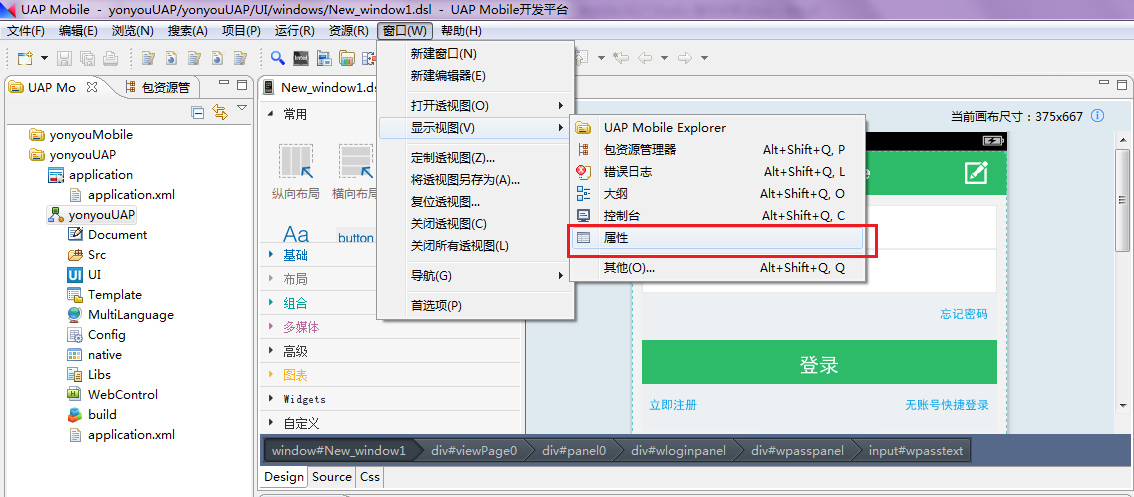 UAP Mobile - yonyouUAP/yonyouUAP/UI/windows/New_window1.dsl - UAP Mobile开发平台
文件(F) 编辑(E) 浏览(N) 搜索(A) 项目(P) 运行(R) 资源(R) 窗口(W) 帮助(H)
UAP Mo 包资源管
yonyouMobile
yonyouUAP
application
application.xml
yonyouUAP
Document
Src
UI
Template
MultiLanguage
Config
native
Libs
WebControl
build
application.xml
New_window1.ds
常用
纵向布局 横向布局
Aa button
基础
布局
组合
多媒体
高级
图表
Widgets
自定义
新建窗口(N)
新建编辑器(E)
打开透视图(O)
显示视图(V)
定制透视图(Z)...
将透视图另存为(A)...
复位透视图...
关闭透视图(C)
关闭所有透视图(L)
导航(G)
首选项(P)
UAP Mobile Explorer
包资源管理器 Alt+Shift+Q, P
错误日志 Alt+Shift+Q, L
大纲 Alt+Shift+Q, O
控制台 Alt+Shift+Q, C
属性
其他(O)... Alt+Shift+Q, Q
当前画布尺寸：375x667
忘记密码
登录
立即注册 无账号快捷登录
window#New_window1 div#viewPage0 div#panel0 div#wloginpanel div#wpasspanel input#wpasstext
Design Source Css